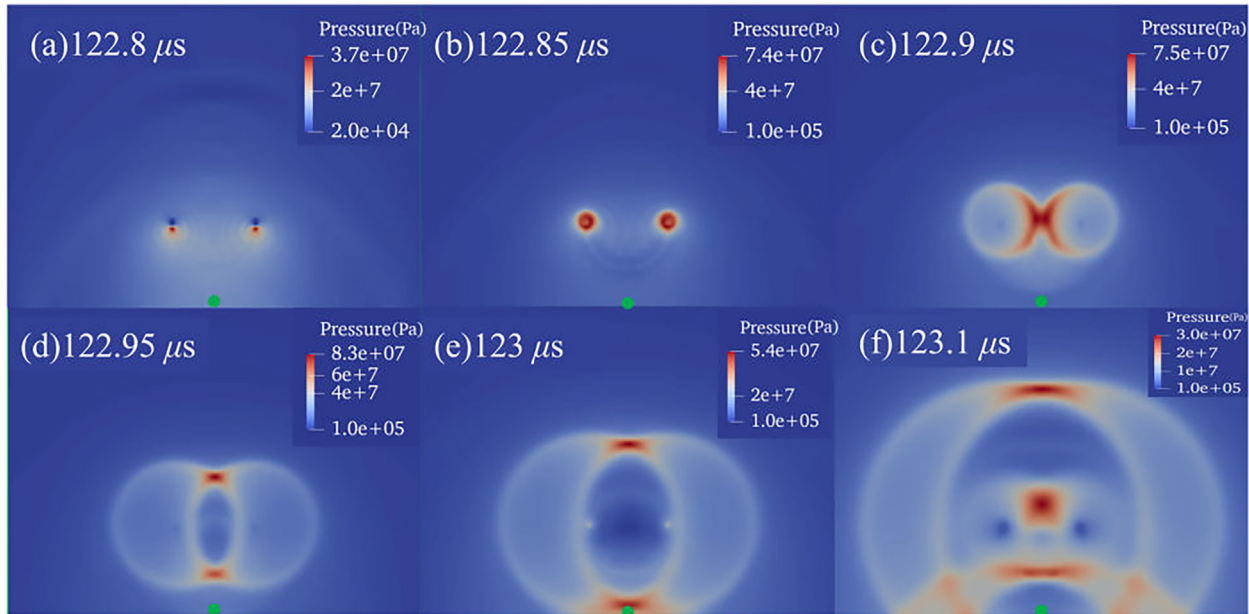 (a)122.8 μs
Pressure(Pa)
3.7e+07
2e+7
2.0e+04
(b)122.85 μs
Pressure(Pa)
7.4e+07
4e+7
1.0e+05
(c)122.9 μs
Pressure(Pa)
7.5e+07
4e+7
1.0e+05
(d)122.95 μs
Pressure(Pa)
8.3e+07
6e+7
4e+7
1.0e+05
(e)123 μs
Pressure(Pa)
5.4e+07
2e+7
1.0e+05
(f)123.1 μs
Pressure(Pa)
3.0e+07
2e+7
1e+7
1.0e+05